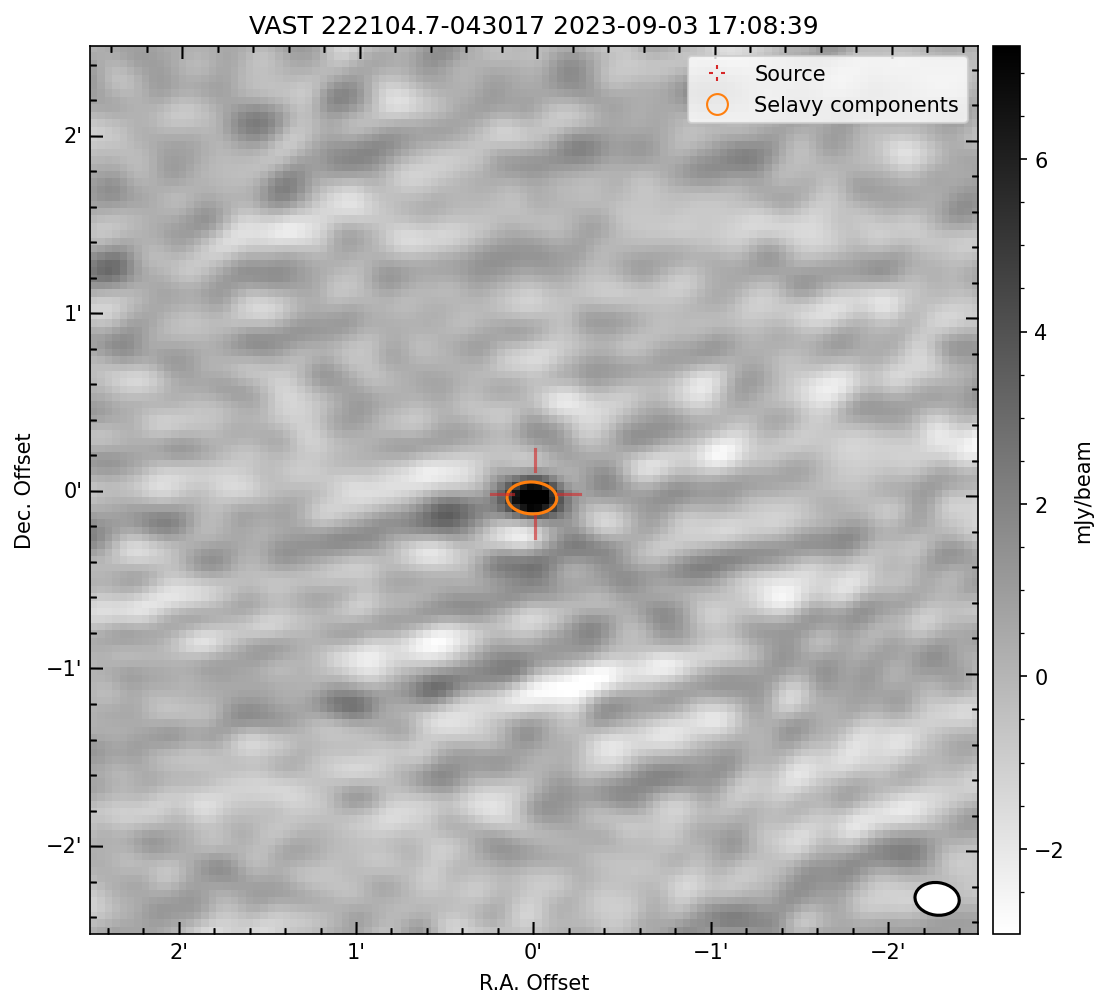 VAST 222104.7-043017 2023-09-03 17:08:39
Source
Selavy components
2'
1'
0'
−1'
−2'
Dec. Offset
2'
1'
0'
−1'
−2'
R.A. Offset
6
4
2
0
−2
mJy/beam